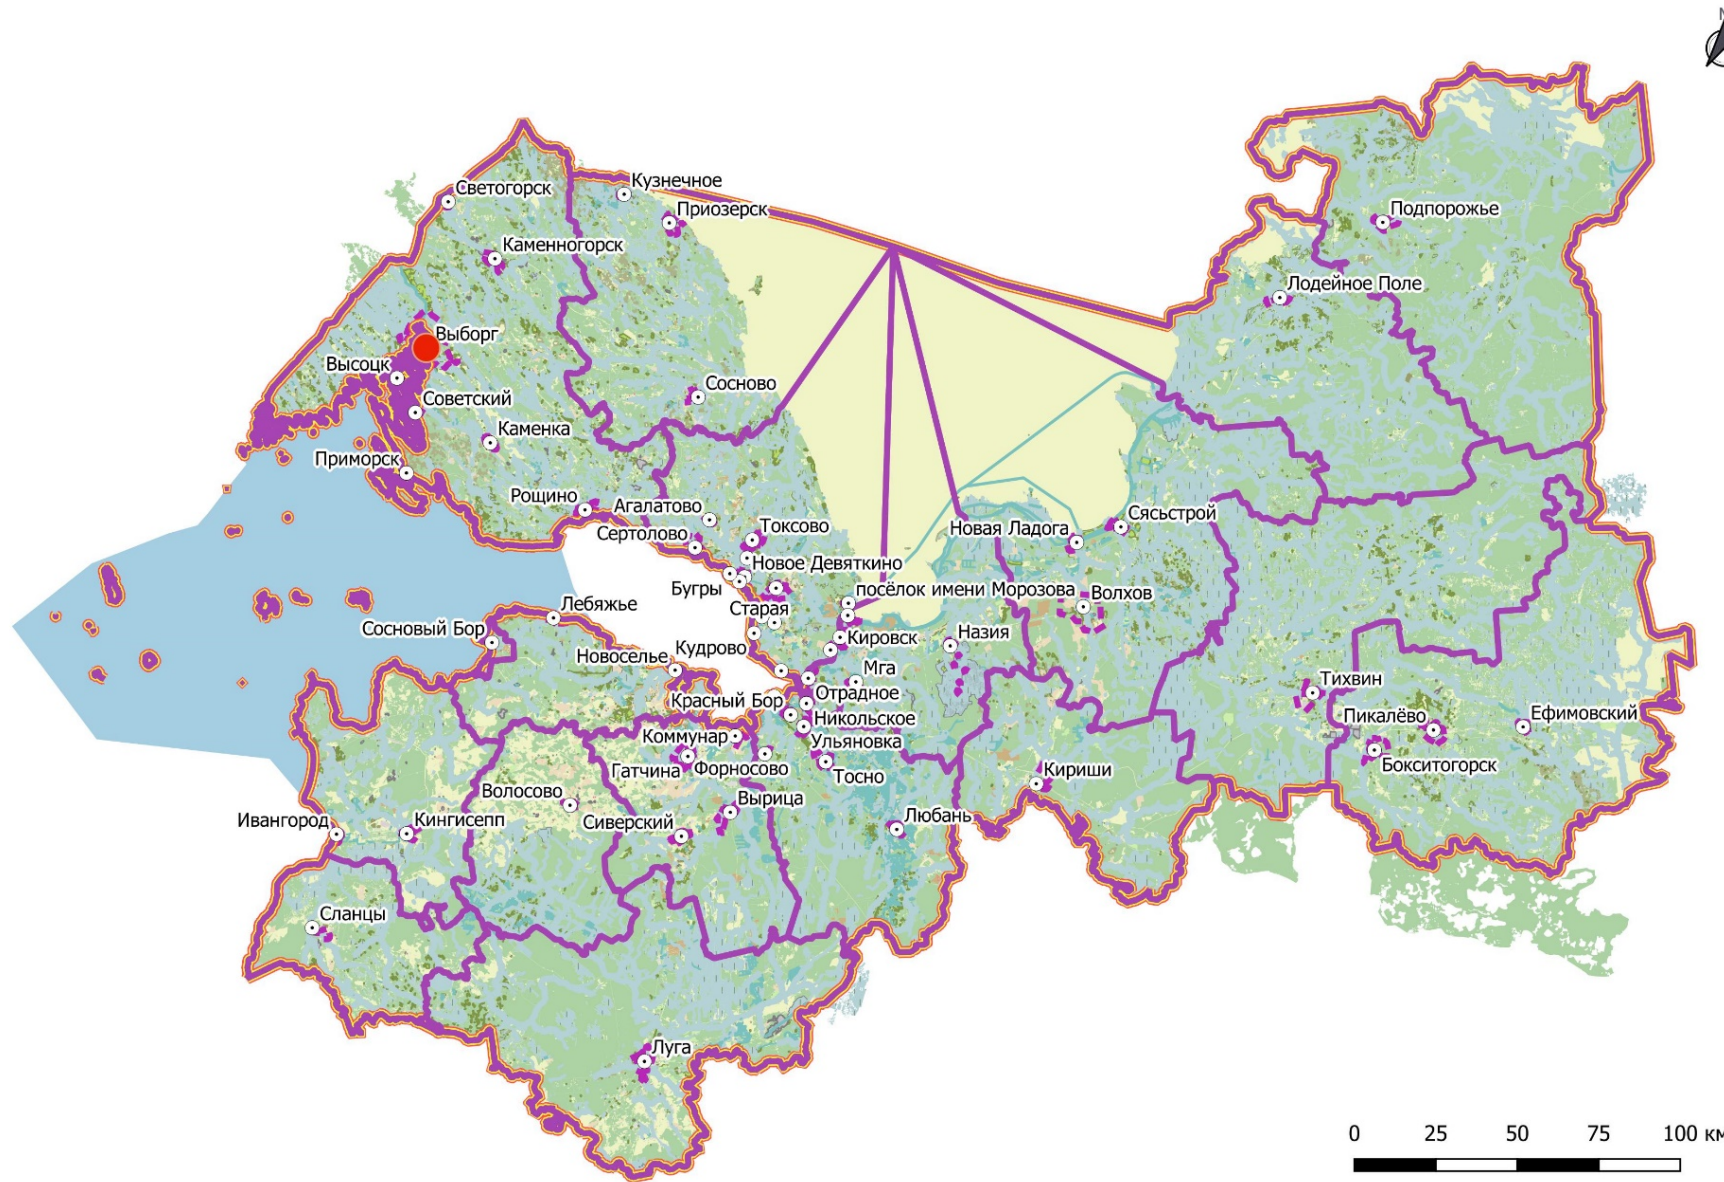 N
Светогорск
Кузнечное
Приозерск
Подпорожье
Каменногорск
Лодейное Поле
Выборг
Высоцк
Сосново
Советский
Каменка
Приморск
Рощино
Агалатово
Токсово
Сясьстрой
Новая Ладога
Сертолово
Новое Девяткино
Бугры
посёлок имени Морозова
Волхов
Лебяжье
Старая
Сосновый Бор
Кировск
Назия
Новоселье
Кудрово
Мга
Тихвин
Отрадное
Красный Бор
Никольское
Пикалёво
Ефимовский
Коммунар
Ульяновка
Гатчина
Форносово
Тосно
Кириши
Бокситогорск
Волосово
Вырица
Ивангород
Кингисепп
Сиверский
Любань
Сланцы
Луга
0 25 50 75 100 км